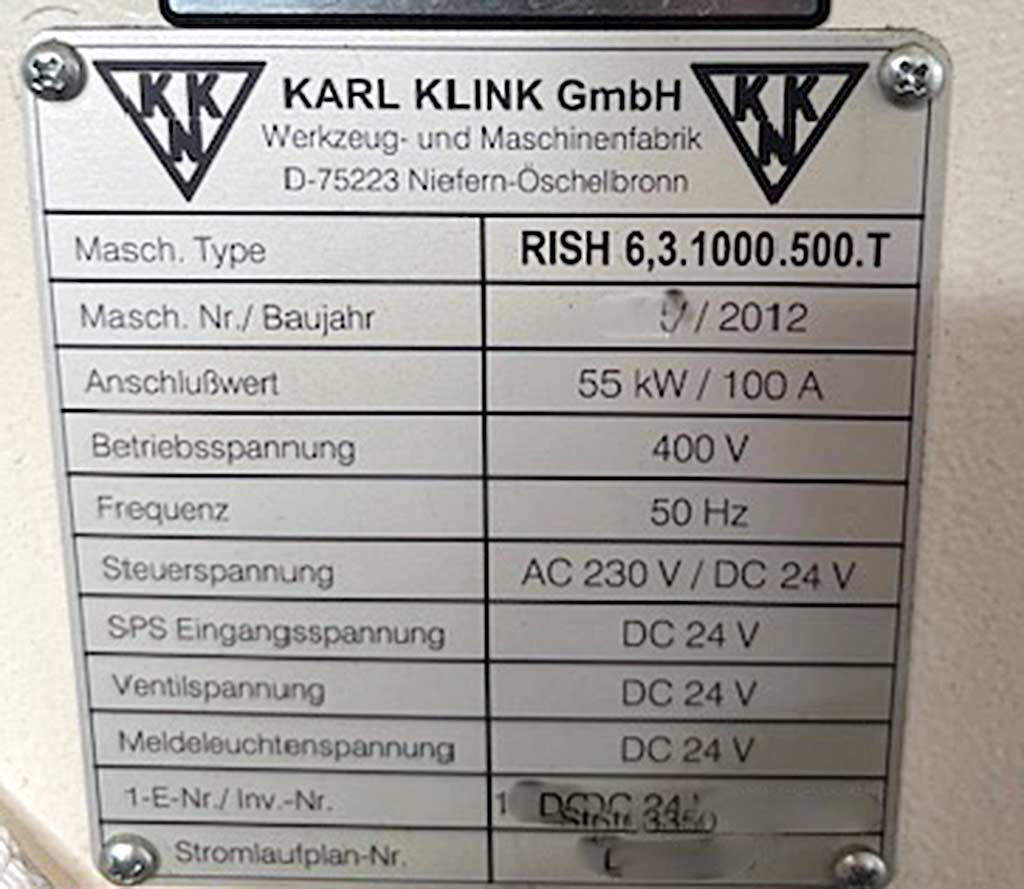 KKN
KARL KLINK GmbH
KKN
Werkzeug- und Maschinenfabrik
D-75223 Niefern-Öschelbronn
Masch. Type RISH 6,3.1000.500.T
Masch. Nr./ Baujahr / 2012
Anschlußwert 55 kW / 100 A
Betriebsspannung 400 V
Frequenz 50 Hz
Steuerspannung AC 230 V / DC 24 V
SPS Eingangsspannung DC 24 V
Ventilspannung DC 24 V
Meldeleuchtenspannung DC 24 V
1-E-Nr./ Inv.-Nr.
Stromlaufplan-Nr.